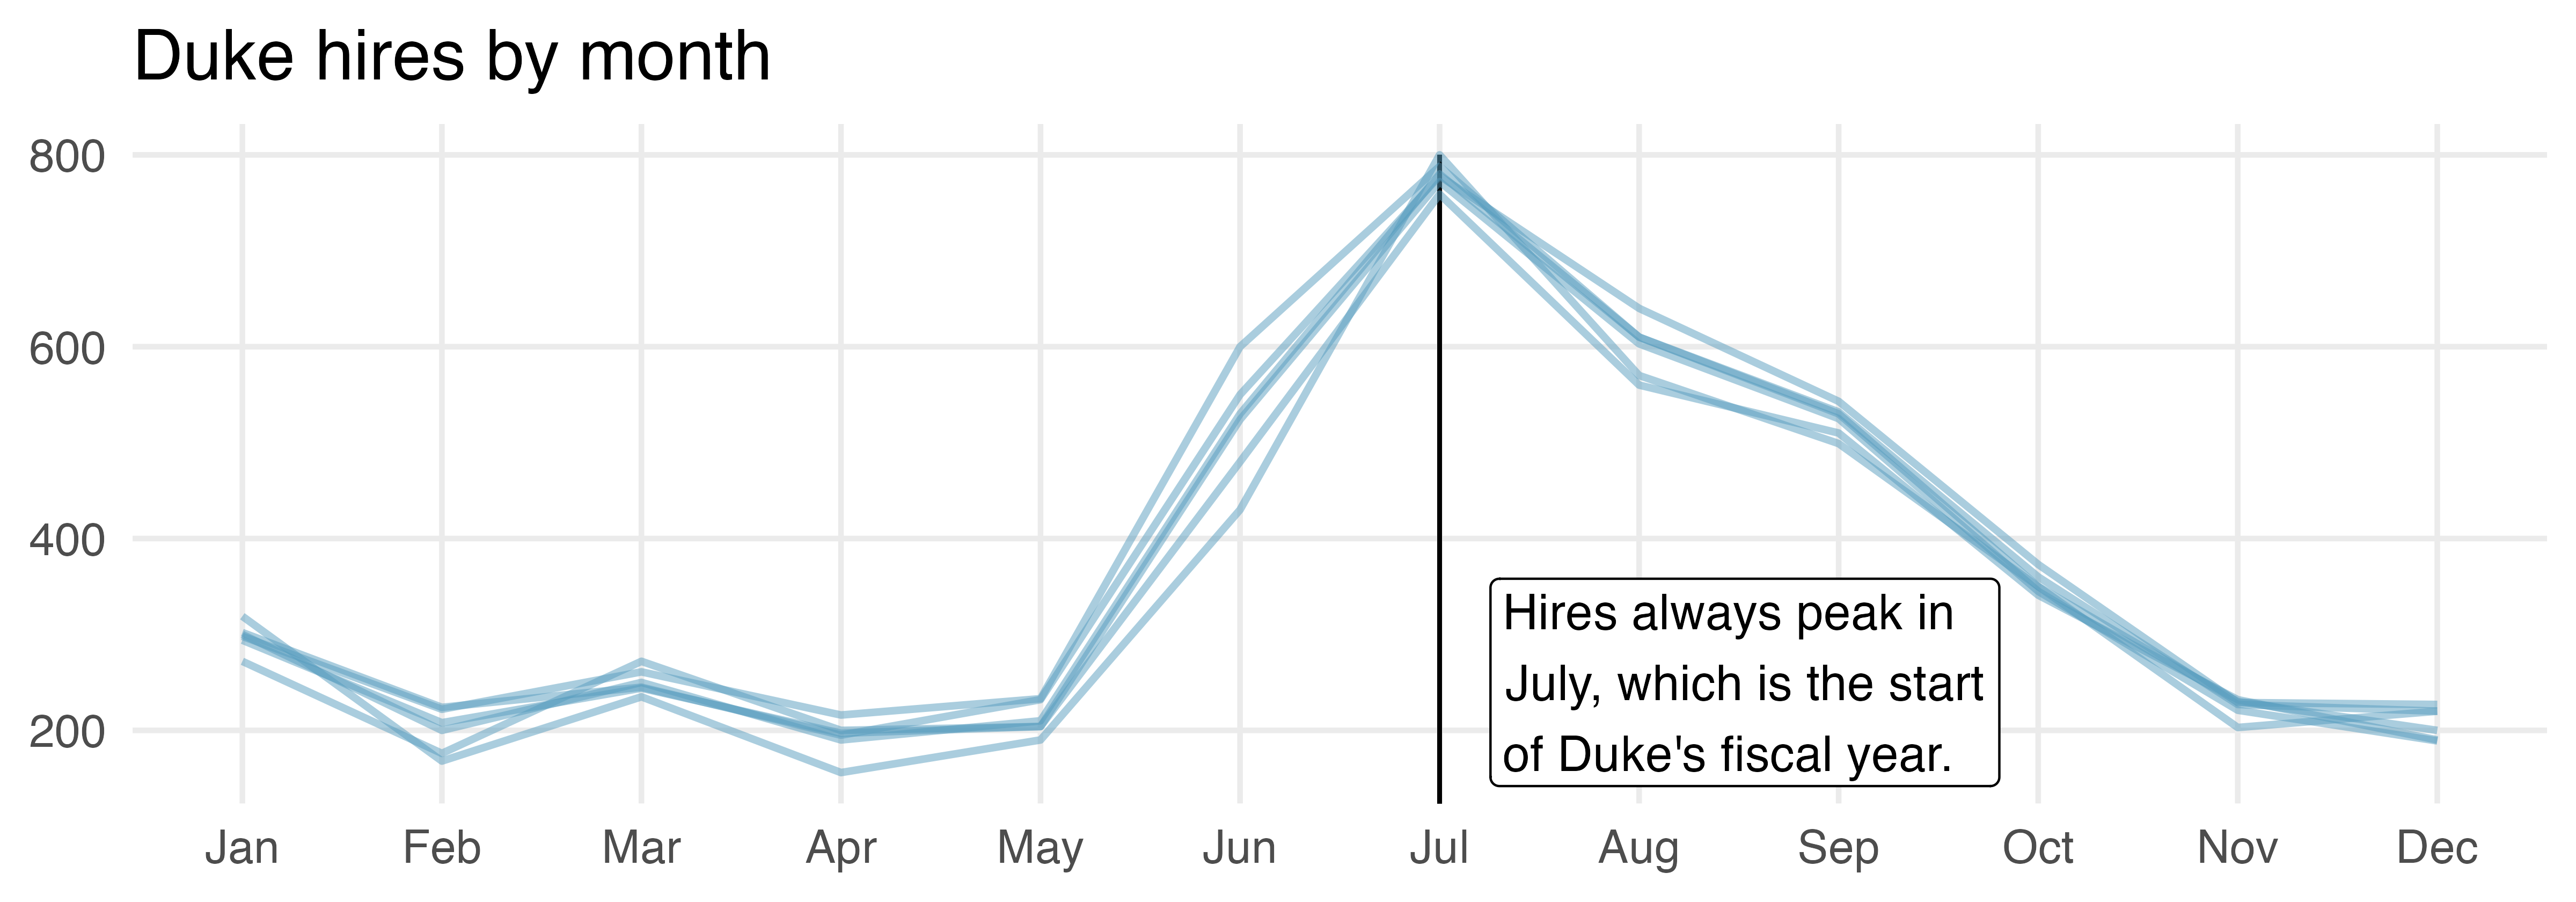 Duke hires by month
800
600
400
200
Hires always peak in
July, which is the start
of Duke's fiscal year.
Jan Feb Mar Apr May Jun Jul Aug Sep Oct Nov Dec